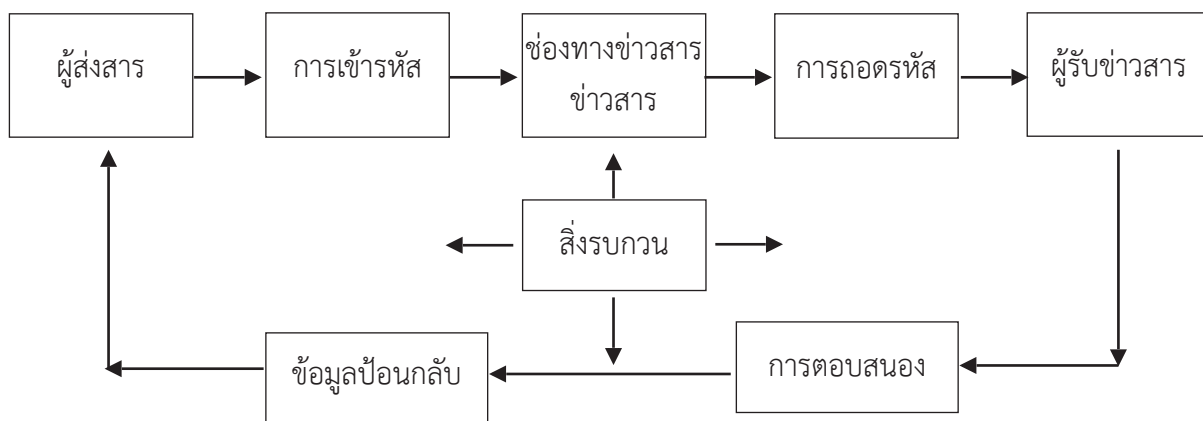 ผู้ส่งสาร
การเข้ารหัส
ช่องทางข่าวสาร
ข่าวสาร
การถอดรหัส
ผู้รับข่าวสาร
สิ่งรบกวน
ข้อมูลป้อนกลับ
การตอบสนอง